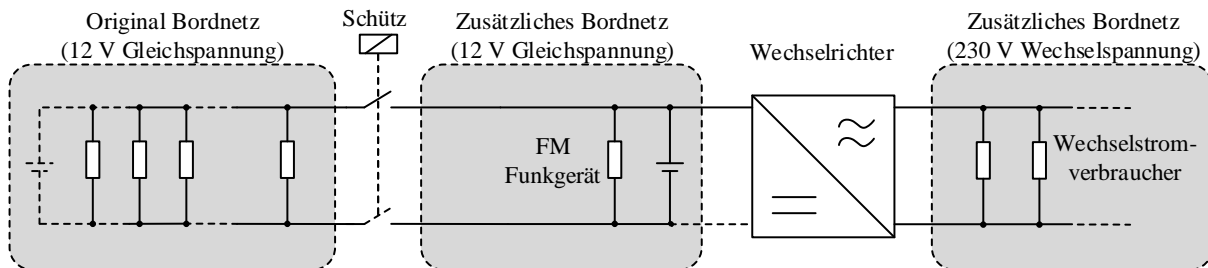 Original Bordnetz
(12 V Gleichspannung)
Schütz
Zusätzliches Bordnetz
(12 V Gleichspannung)
Wechselrichter
Zusätzliches Bordnetz
(230 V Wechselspannung)
FM
Funkgerät
Wechselstrom-
verbraucher